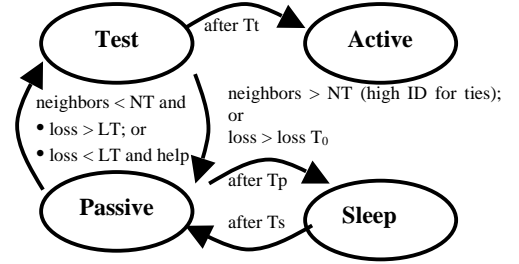 Test
after Tt
Active
neighbors < NT and
• loss > LT; or
• loss < LT and help
neighbors > NT (high ID for ties);
or
loss > loss T₀
after Tp
Passive
after Ts
Sleep